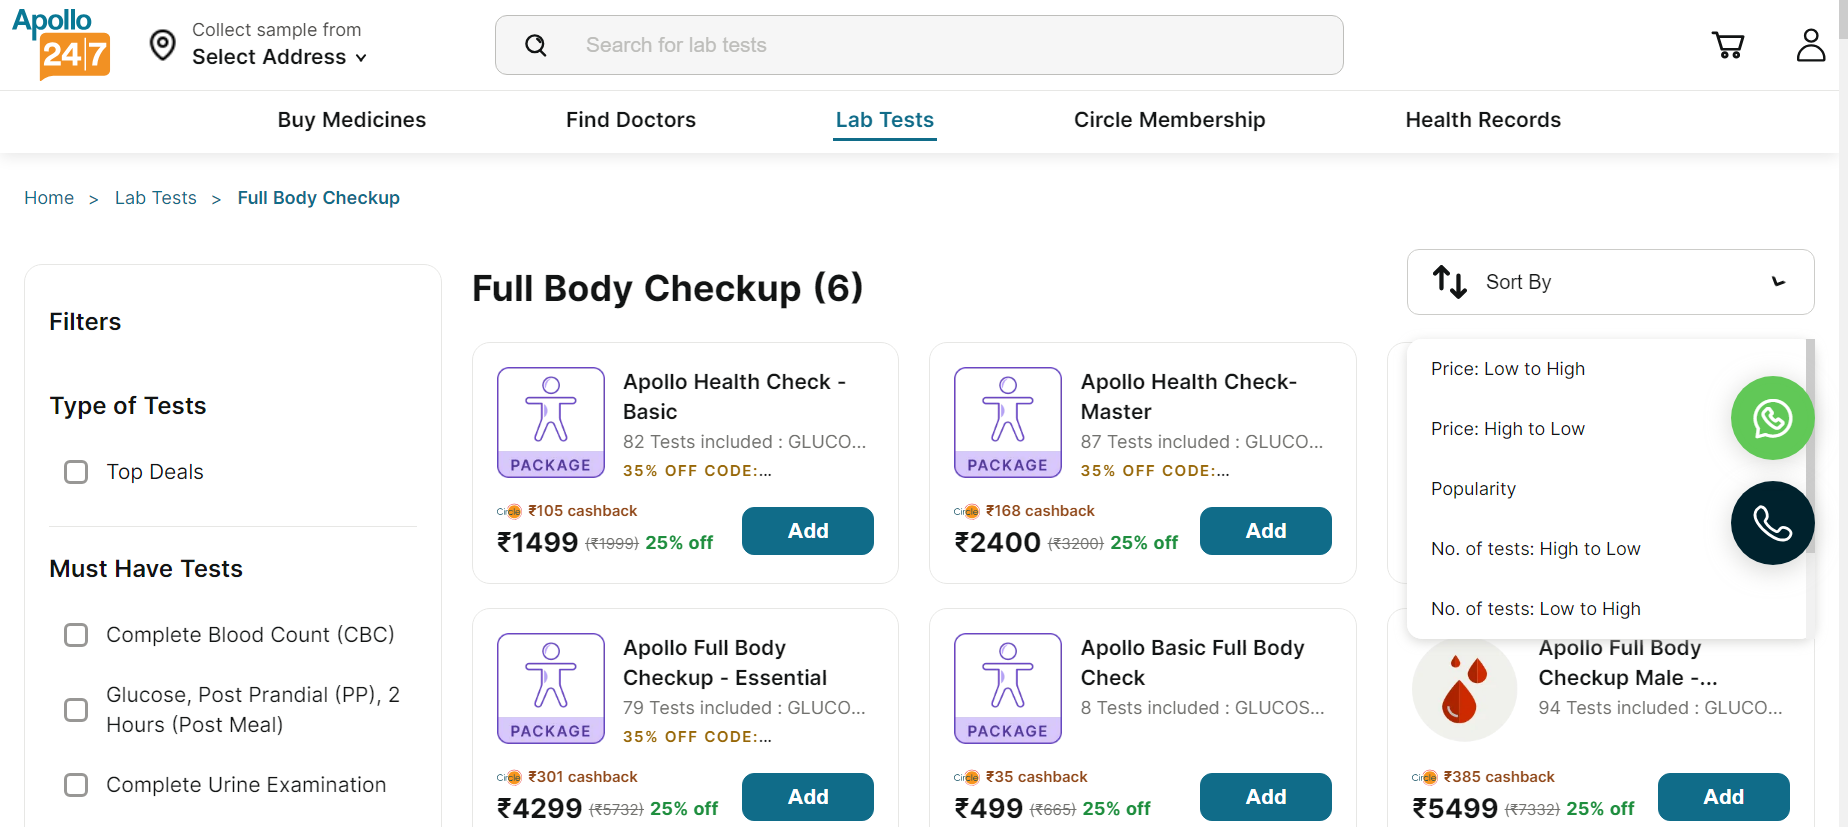 Apollo
24|7
Collect sample from
Select Address
Search for lab tests
Buy Medicines
Find Doctors
Lab Tests
Circle Membership
Health Records
Home > Lab Tests > Full Body Checkup
Filters
Type of Tests
Top Deals
Must Have Tests
Complete Blood Count (CBC)
Glucose, Post Prandial (PP), 2
Hours (Post Meal)
Complete Urine Examination
Full Body Checkup (6)
Sort By
Price: Low to High
Price: High to Low
Popularity
No. of tests: High to Low
No. of tests: Low to High
PACKAGE
Apollo Health Check -
Basic
82 Tests included : GLUCO...
35% OFF CODE:...
Circle ₹105 cashback
₹1499 (₹1999) 25% off
Add
PACKAGE
Apollo Health Check-
Master
87 Tests included : GLUCO...
35% OFF CODE:...
Circle ₹168 cashback
₹2400 (₹3200) 25% off
Add
PACKAGE
Apollo Full Body
Checkup - Essential
79 Tests included : GLUCO...
35% OFF CODE:...
Circle ₹301 cashback
₹4299 (₹5732) 25% off
Add
PACKAGE
Apollo Basic Full Body
Check
8 Tests included : GLUCOS...
Circle ₹35 cashback
₹499 (₹665) 25% off
Add
Apollo Full Body
Checkup Male -...
94 Tests included : GLUCO...
Circle ₹385 cashback
₹5499 (₹7332) 25% off
Add